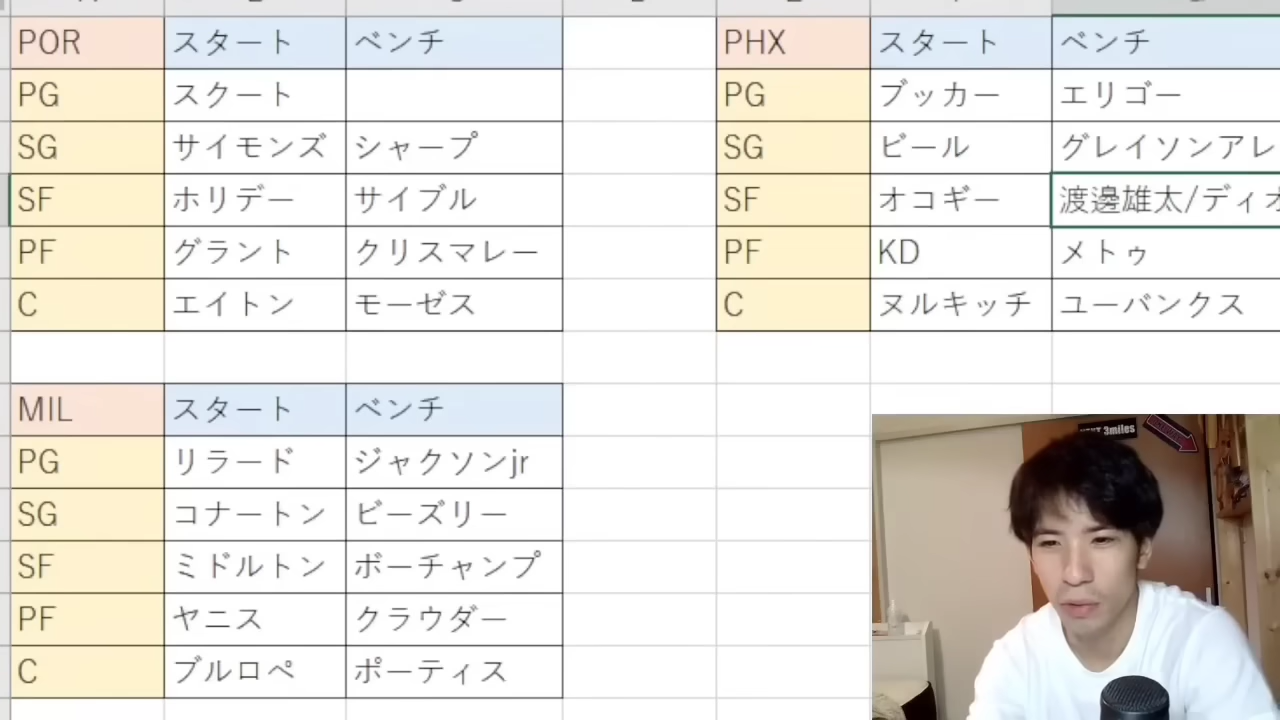 POR スタート ベンチ
PG スクート
SG サイモンズ シャープ
SF ホリデー サイブル
PF グラント クリスマレー
C エイトン モーゼス
PHX スタート ベンチ
PG ブッカー エリゴー
SG ビール グレイソンアレ
SF オコギー 渡邊雄太/ディオ
PF KD メトゥ
C ヌルキッチ ユーバンクス
MIL スタート ベンチ
PG リラード ジャクソンjr
SG コナートン ビーズリー
SF ミドルトン ボーチャンプ
PF ヤニス クラウダー
C ブルロペ ポーティス
3miles